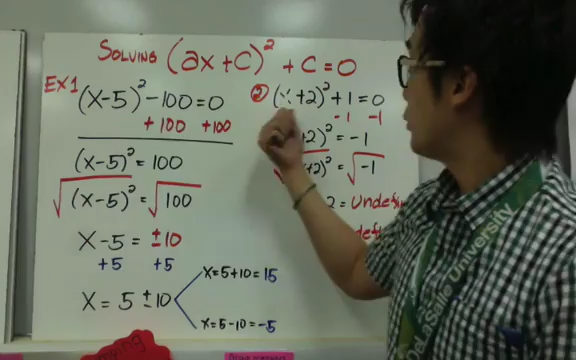 SOLVING (ax + C)² + C = 0
EX1
(x-5)² - 100 = 0
+100 +100
(x-5)² = 100
√(x-5)² = √100
x-5 = ±10
+5 +5
x = 5 ±10
x = 5+10 = 15
x = 5-10 = -5
② (x+2)² + 1 = 0
-1 -1
+2)² = -1
+2)² = √-1
2 = Undefin
La Salle University